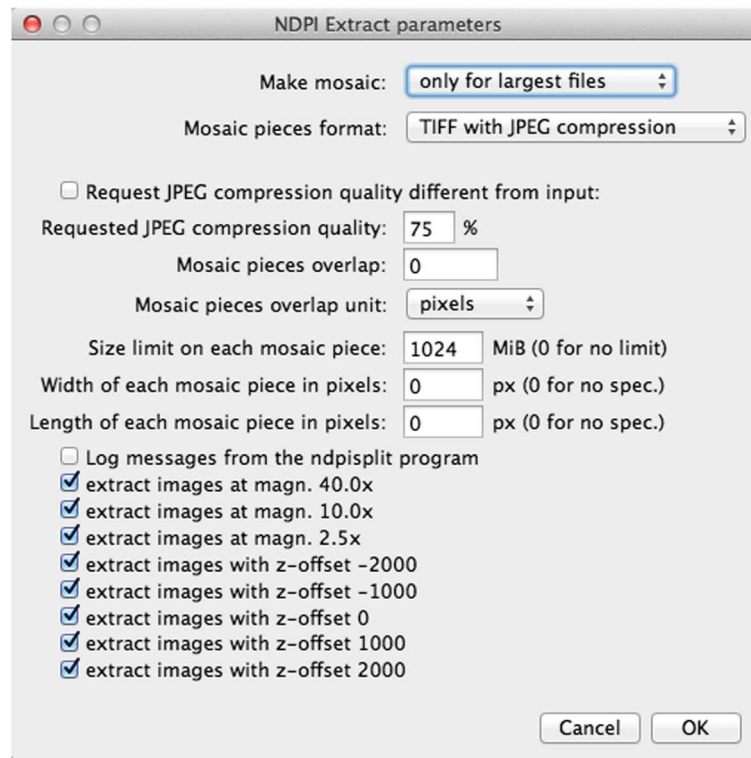 NDPI Extract parameters
Make mosaic: only for largest files
Mosaic pieces format: TIFF with JPEG compression
Request JPEG compression quality different from input:
Requested JPEG compression quality: 75 %
Mosaic pieces overlap: 0
Mosaic pieces overlap unit: pixels
Size limit on each mosaic piece: 1024 MiB (0 for no limit)
Width of each mosaic piece in pixels: 0 px (0 for no spec.)
Length of each mosaic piece in pixels: 0 px (0 for no spec.)
Log messages from the ndpisplit program
extract images at magn. 40.0x
extract images at magn. 10.0x
extract images at magn. 2.5x
extract images with z-offset -2000
extract images with z-offset -1000
extract images with z-offset 0
extract images with z-offset 1000
extract images with z-offset 2000
Cancel OK